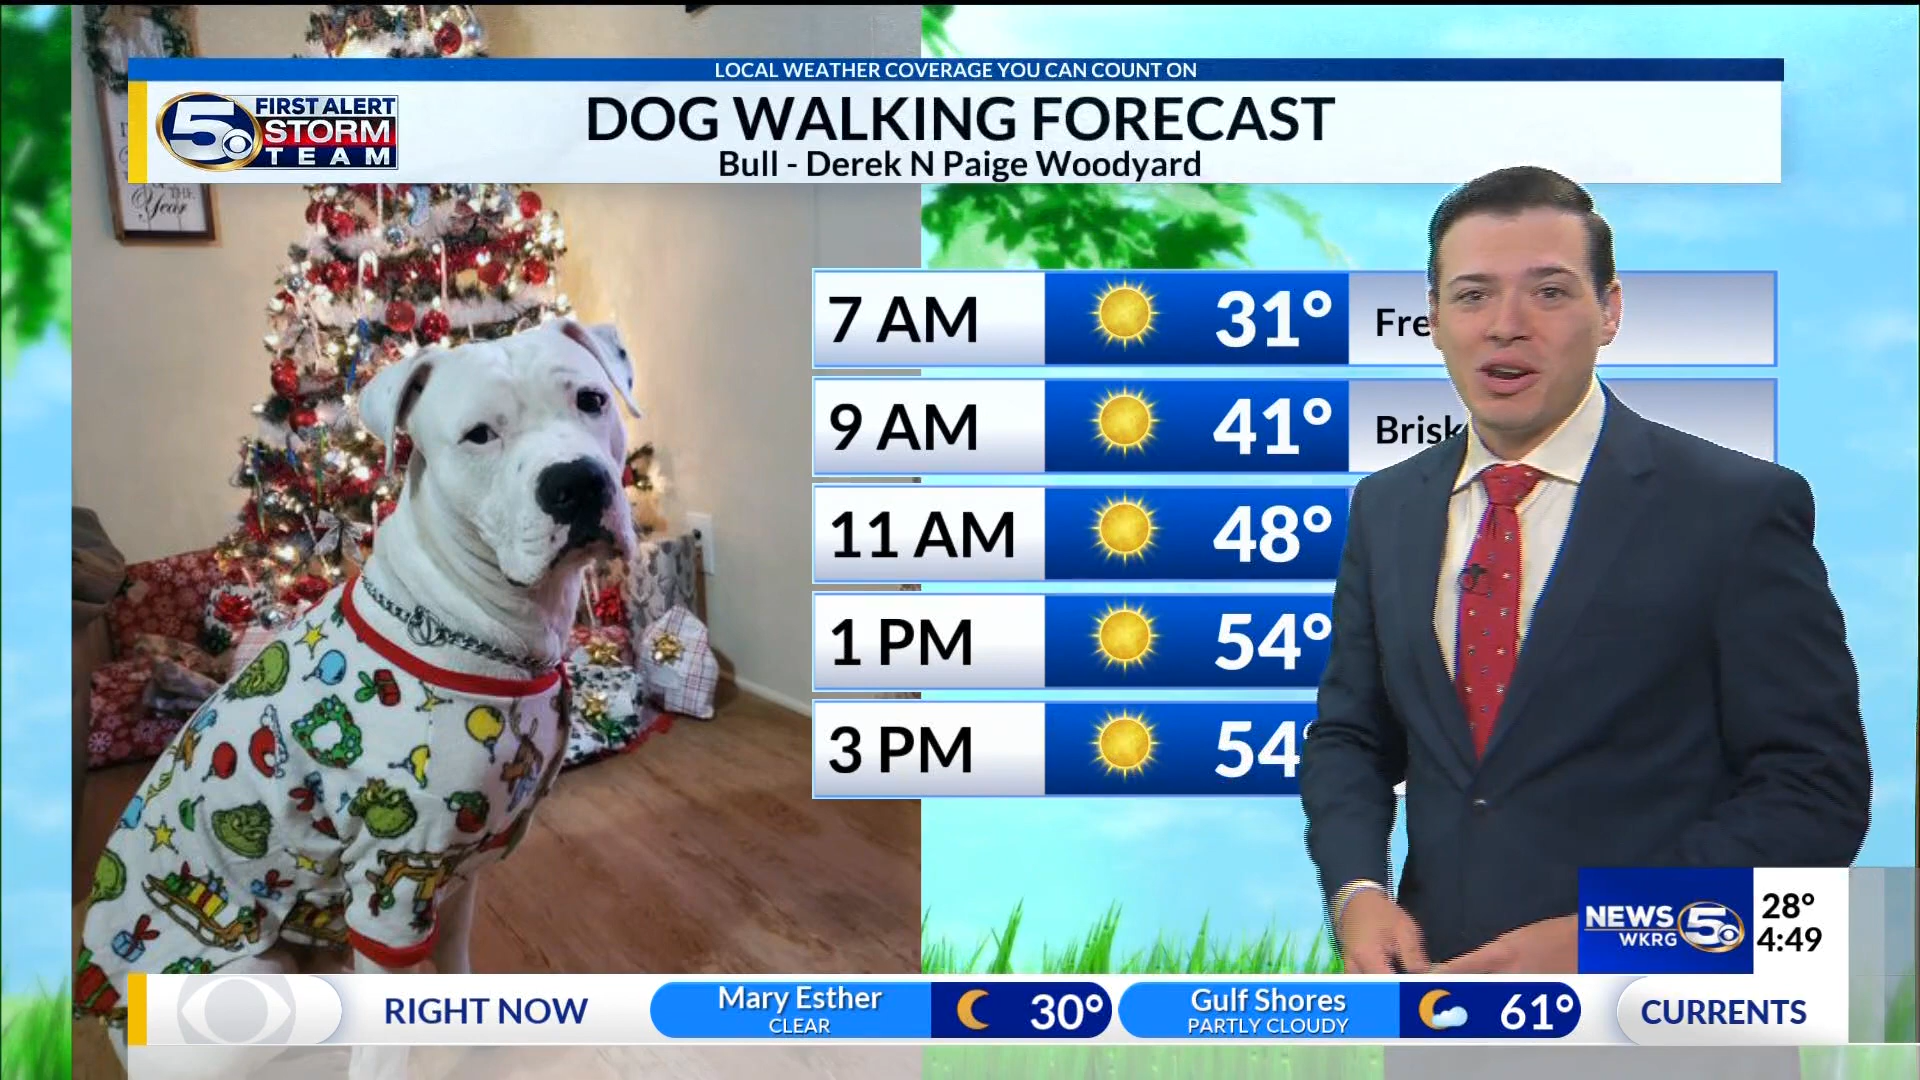 LOCAL WEATHER COVERAGE YOU CAN COUNT ON
5 FIRST ALERT
STORM
TEAM
DOG WALKING FORECAST
Bull - Derek N Paige Woodyard
THE
Year
7 AM 31° Fre
9 AM 41° Brisk
11 AM 48°
1 PM 54°
3 PM 54°
NEWS 5
WKRG
28°
4:49
RIGHT NOW
Mary Esther
CLEAR
30°
Gulf Shores
PARTLY CLOUDY
61°
CURRENTS